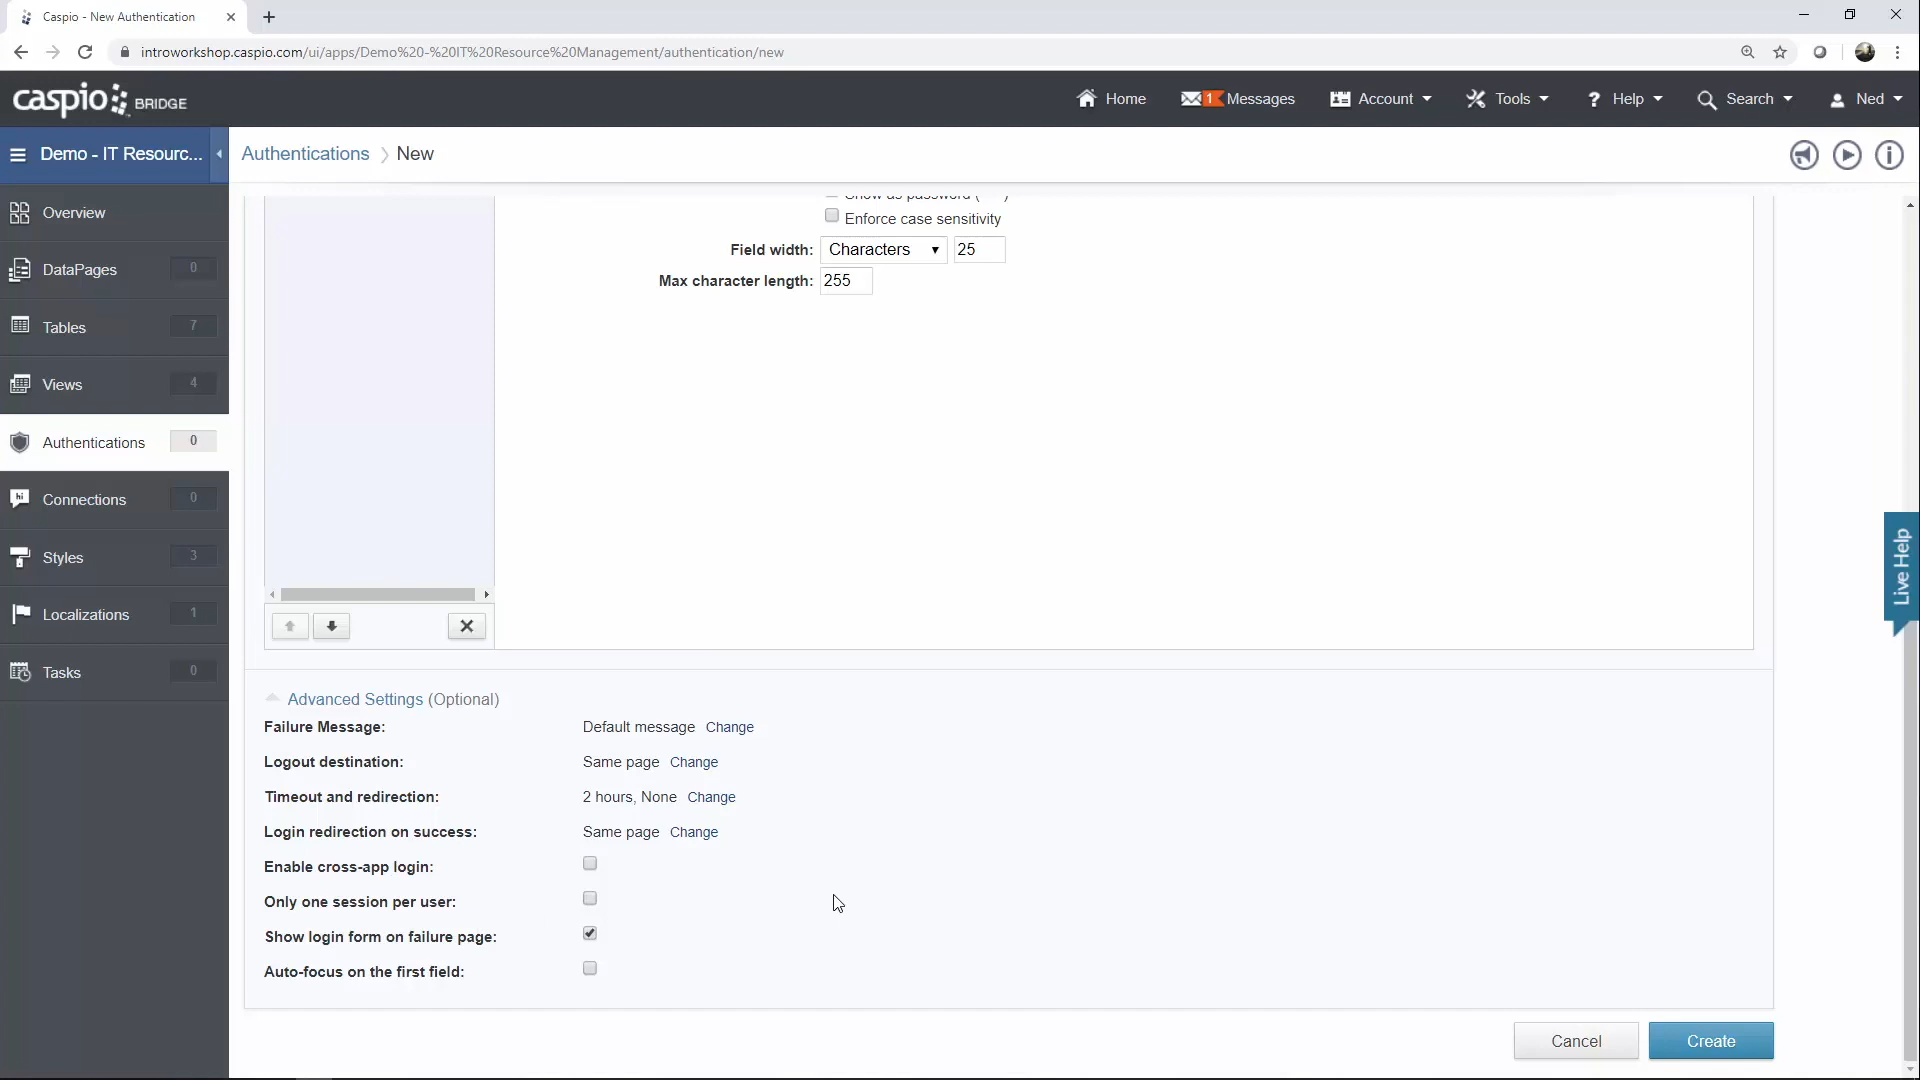 Caspio - New Authentication
introworkshop.caspio.com/ui/apps/Demo%20-%20IT%20Resource%20Management/authentication/new
caspio BRIDGE
Home
1 Messages
Account
Tools
? Help
Search
Ned
Demo - IT Resourc...
Authentications
New
Overview
DataPages 0
Tables 7
Views 4
Authentications 0
Connections 0
Styles 3
Localizations 1
Tasks 0
Show as password (
Enforce case sensitivity
Field width: Characters 25
Max character length: 255
Advanced Settings (Optional)
Failure Message: Default message Change
Logout destination: Same page Change
Timeout and redirection: 2 hours, None Change
Login redirection on success: Same page Change
Enable cross-app login:
Only one session per user:
Show login form on failure page:
Auto-focus on the first field:
Cancel
Create
Live Help